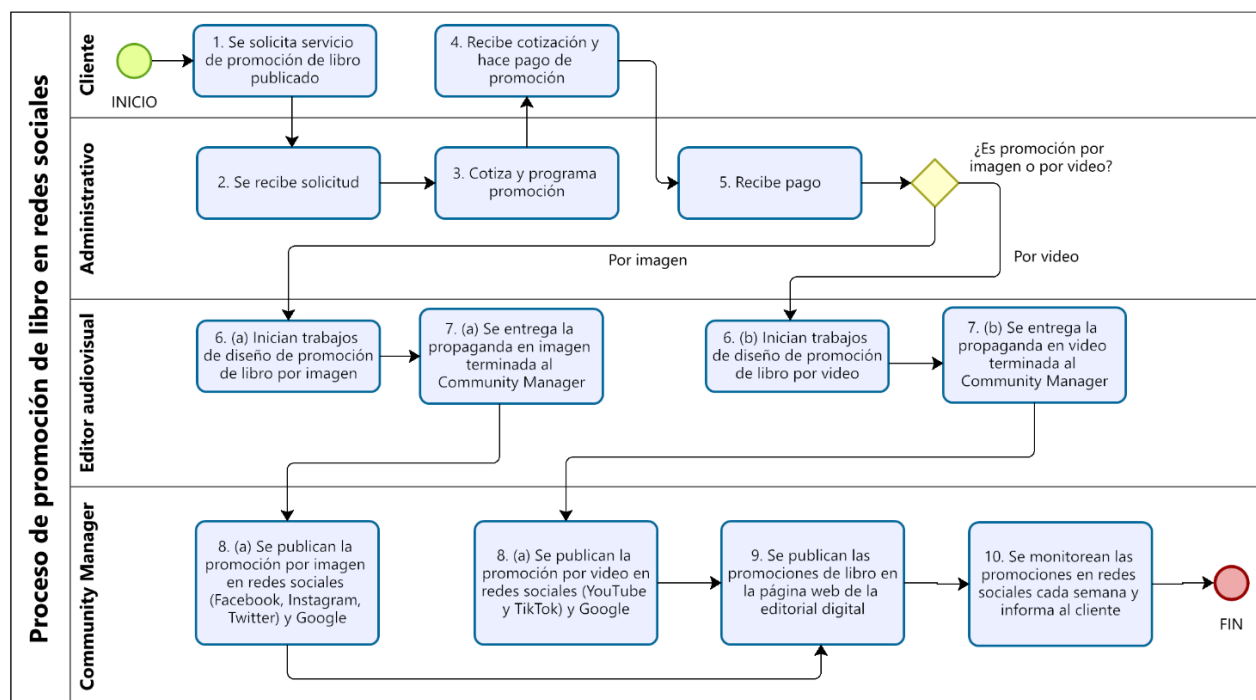 Proceso de promoción de libro en redes sociales
Cliente
INICIO
1. Se solicita servicio
de promoción de libro
publicado
4. Recibe cotización y
hace pago de
promoción
Administrativo
2. Se recibe solicitud
3. Cotiza y programa
promoción
5. Recibe pago
¿Es promoción por
imagen o por video?
Por imagen
Por video
Editor audiovisual
6. (a) Inician trabajos
de diseño de promoción
de libro por imagen
7. (a) Se entrega la
propaganda en imagen
terminada al
Community Manager
6. (b) Inician trabajos
de diseño de promoción
de libro por video
7. (b) Se entrega la
propaganda en video
terminada al
Community Manager
Community Manager
8. (a) Se publican la
promoción por imagen
en redes sociales
(Facebook, Instagram,
Twitter) y Google
8. (a) Se publican la
promoción por video en
redes sociales (YouTube
y TikTok) y Google
9. Se publican las
promociones de libro en
la página web de la
editorial digital
10. Se monitorean las
promociones en redes
sociales cada semana y
informa al cliente
FIN